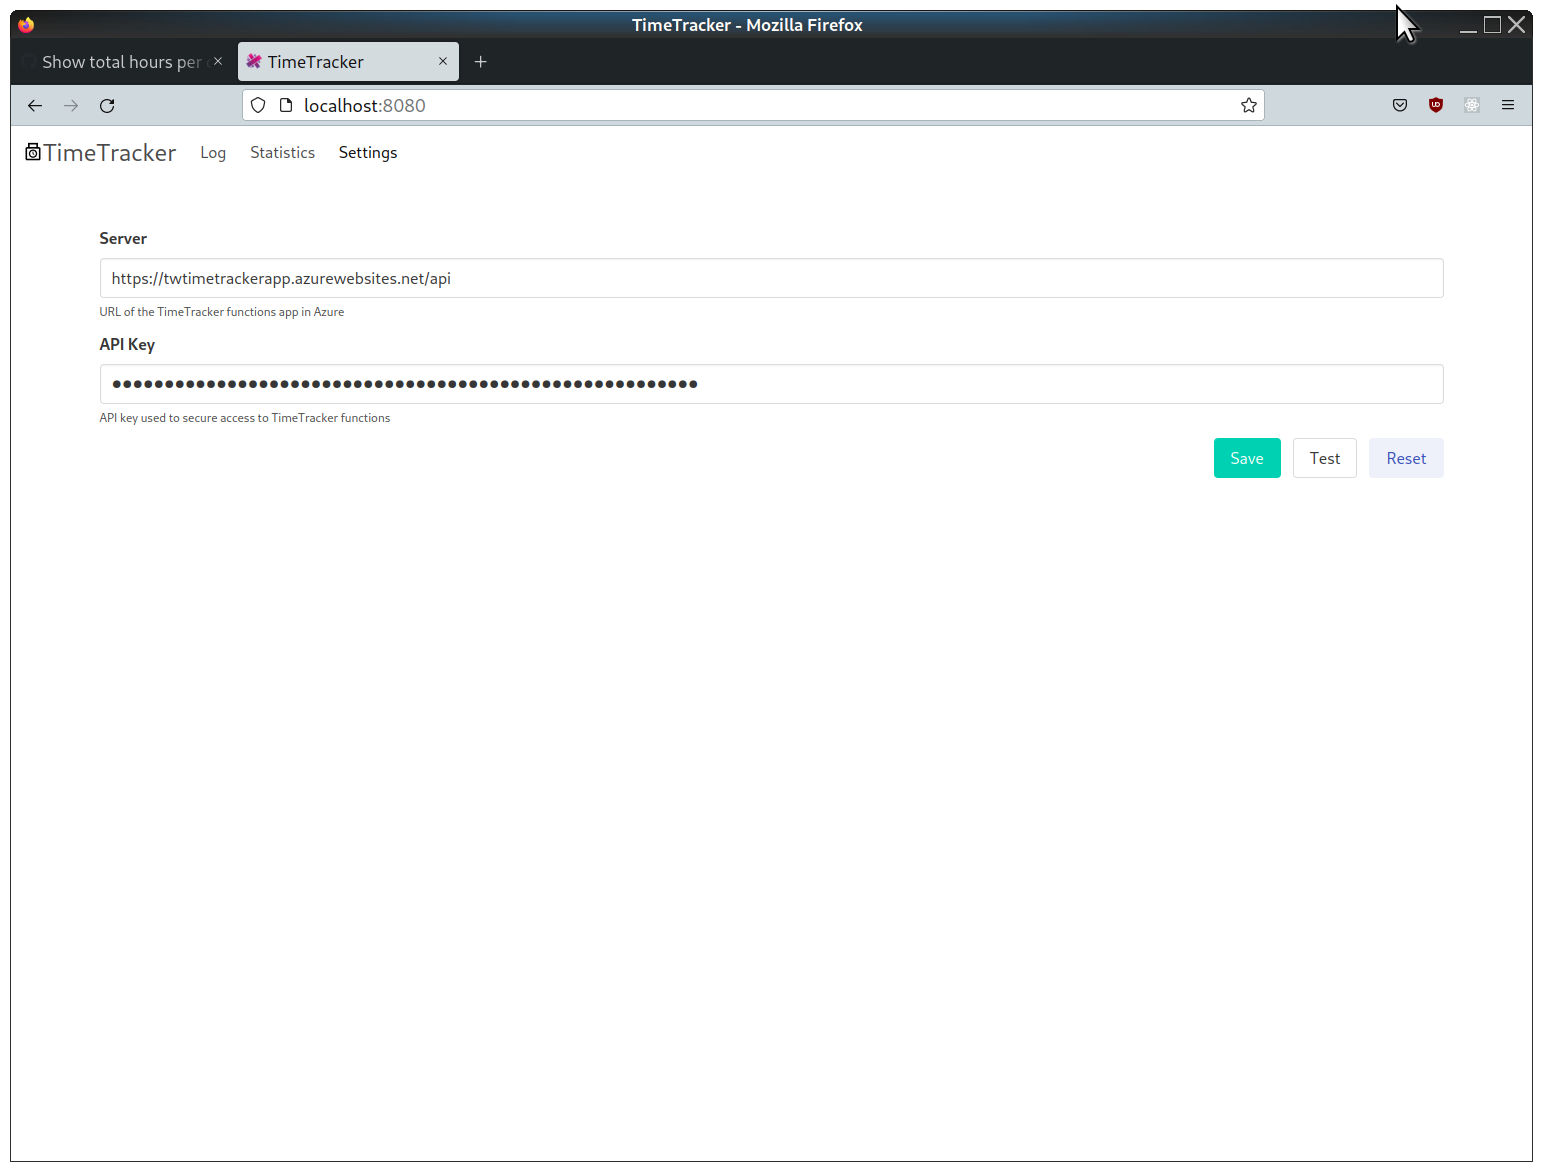 TimeTracker - Mozilla Firefox
Show total hours per
TimeTracker
localhost:8080
TimeTracker Log Statistics Settings
Server
https://twtimetrackerapp.azurewebsites.net/api
URL of the TimeTracker functions app in Azure
API Key
●●●●●●●●●●●●●●●●●●●●●●●●●●●●●●●●●●●●●●●●●●●●●●●●●●●●●●●●
API key used to secure access to TimeTracker functions
Save Test Reset